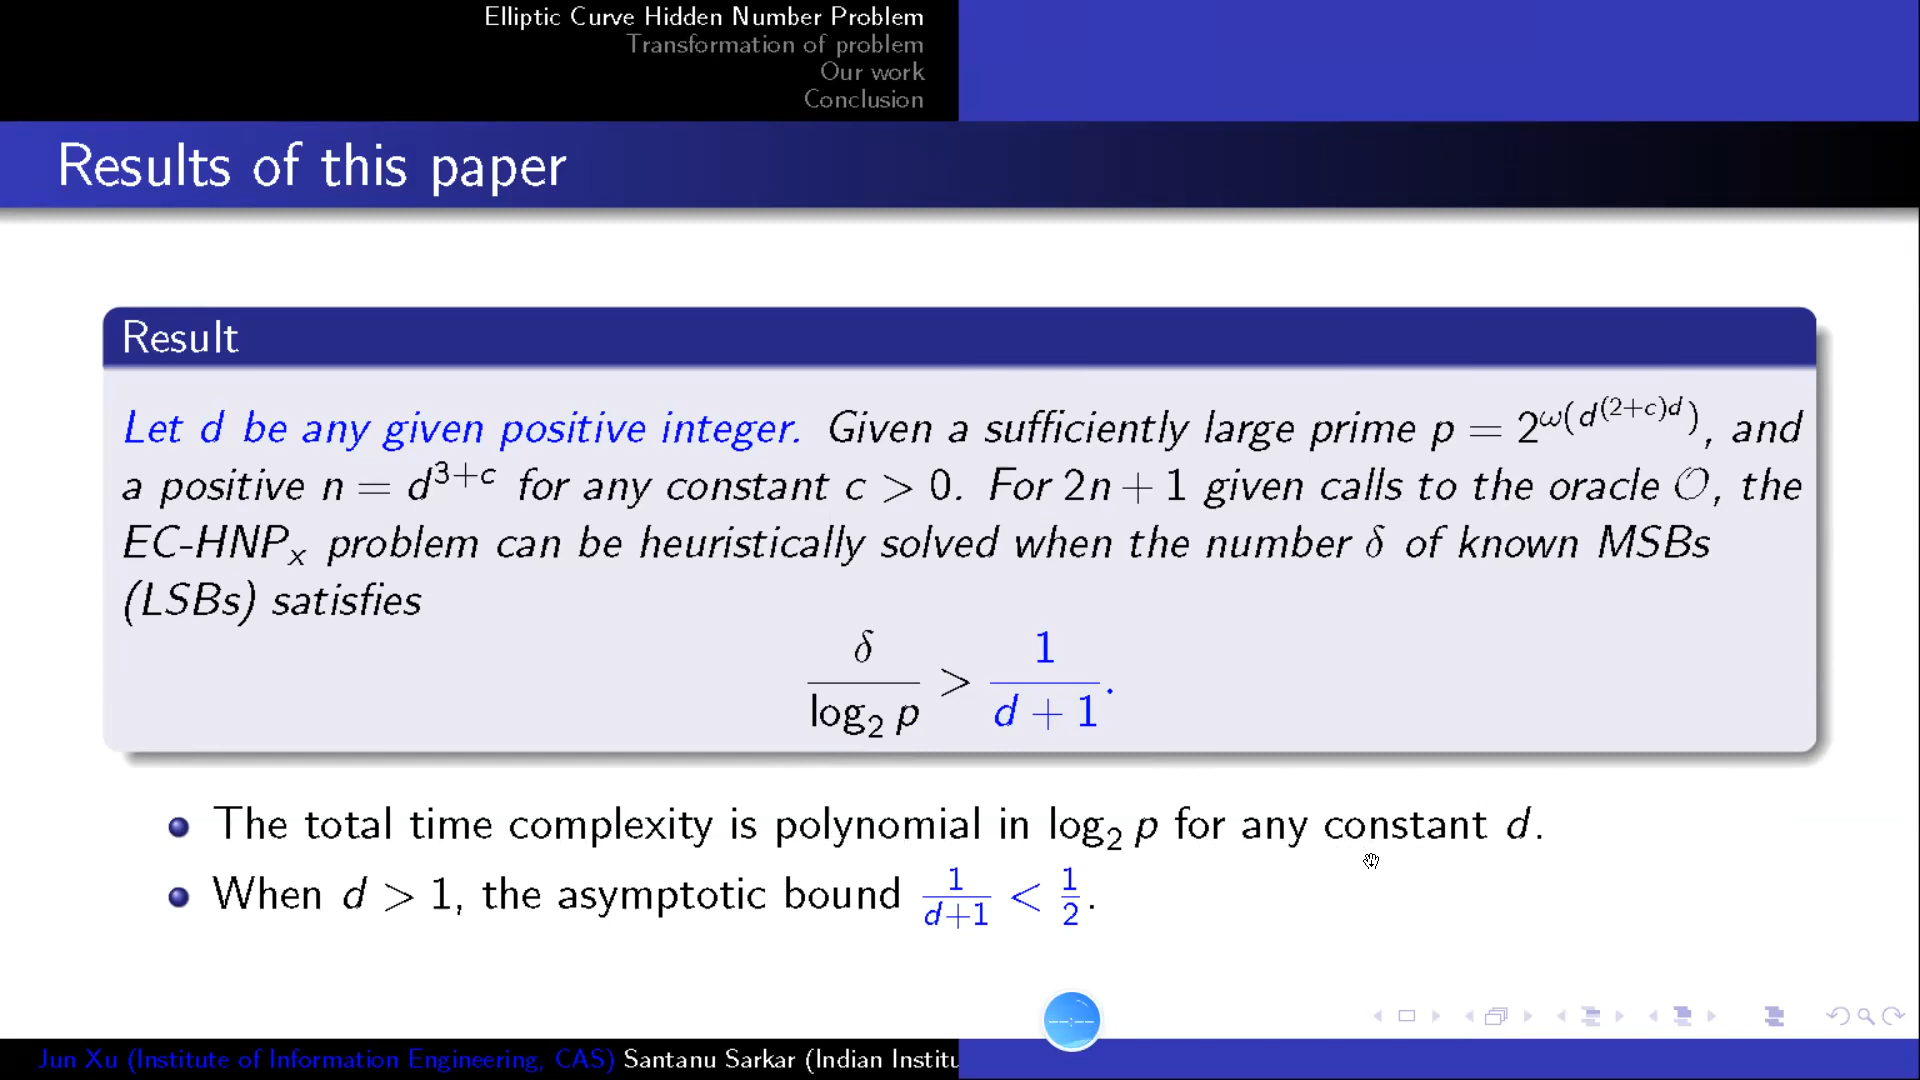 Elliptic Curve Hidden Number Problem
Transformation of problem
Our work
Conclusion
Results of this paper
Result
Let d be any given positive integer. Given a sufficiently large prime p = 2^{ω(d^{(2+c)d})}, and
a positive n = d^{3+c} for any constant c > 0. For 2n + 1 given calls to the oracle 𝒪, the
EC-HNP_x problem can be heuristically solved when the number δ of known MSBs
(LSBs) satisfies
δ / log_2 p > 1 / (d + 1).
• The total time complexity is polynomial in log_2 p for any constant d.
• When d > 1, the asymptotic bound 1/(d+1) < 1/2.
--:--
Jun Xu (Institute of Information Engineering, CAS) Santanu Sarkar (Indian Institu